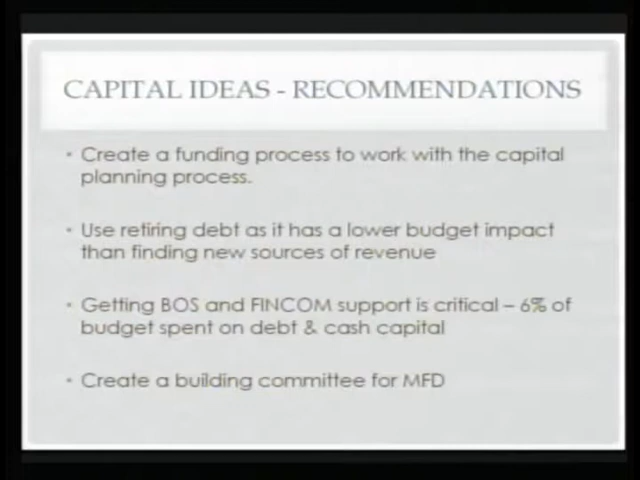 CAPITAL IDEAS - RECOMMENDATIONS
• Create a funding process to work with the capital
planning process.
• Use retiring debt as it has a lower budget impact
than finding new sources of revenue
• Getting BOS and FINCOM support is critical – 6% of
budget spent on debt & cash capital
• Create a building committee for MFD